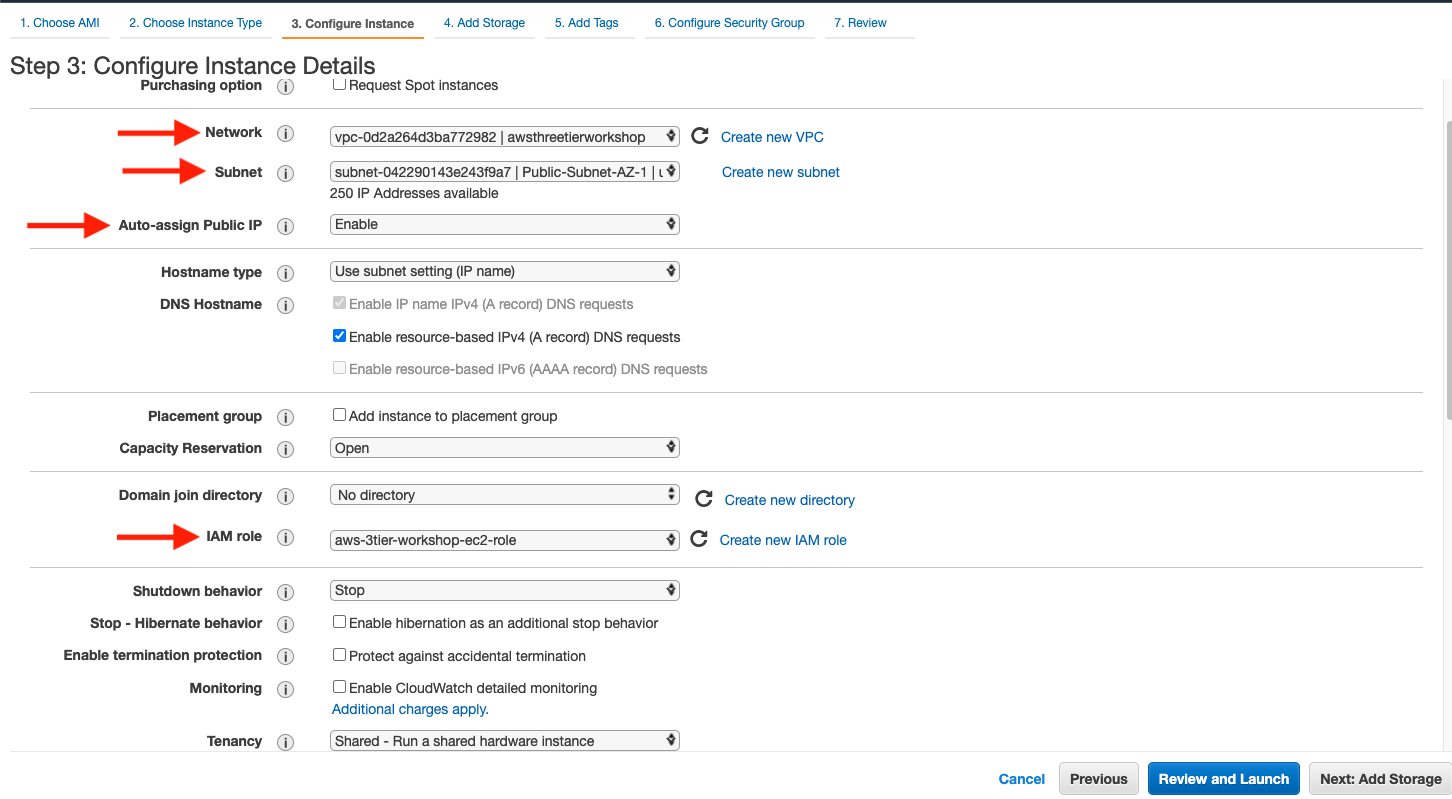 1. Choose AMI 2. Choose Instance Type 3. Configure Instance 4. Add Storage 5. Add Tags 6. Configure Security Group 7. Review
Step 3: Configure Instance Details
Purchasing option i Request Spot instances
Network i vpc-0d2a264d3ba772982 | awsthreetierworkshop Create new VPC
Subnet i subnet-042290143e243f9a7 | Public-Subnet-AZ-1 | Create new subnet
250 IP Addresses available
Auto-assign Public IP i Enable
Hostname type i Use subnet setting (IP name)
DNS Hostname i Enable IP name IPv4 (A record) DNS requests
Enable resource-based IPv4 (A record) DNS requests
Enable resource-based IPv6 (AAAA record) DNS requests
Placement group i Add instance to placement group
Capacity Reservation i Open
Domain join directory i No directory Create new directory
IAM role i aws-3tier-workshop-ec2-role Create new IAM role
Shutdown behavior i Stop
Stop - Hibernate behavior i Enable hibernation as an additional stop behavior
Enable termination protection i Protect against accidental termination
Monitoring i Enable CloudWatch detailed monitoring
Additional charges apply.
Tenancy i Shared - Run a shared hardware instance
Cancel Previous Review and Launch Next: Add Storage